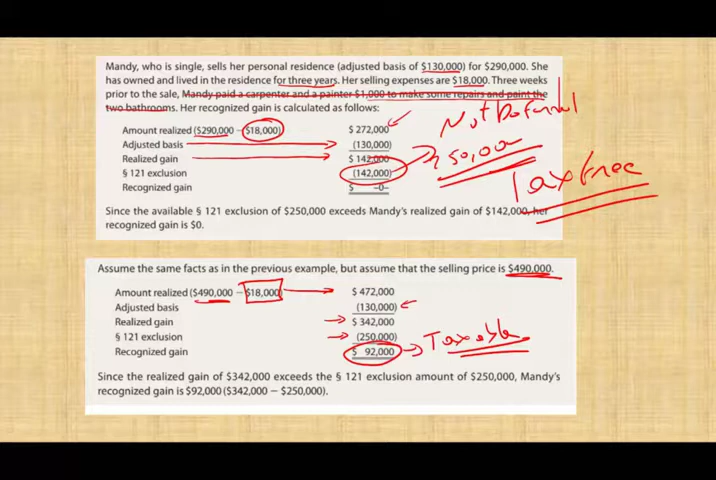 Mandy, who is single, sells her personal residence (adjusted basis of $130,000) for $290,000. She
has owned and lived in the residence for three years. Her selling expenses are $18,000. Three weeks
prior to the sale, Mandy paid a carpenter and a painter $1,000 to make some repairs and paint the
two bathrooms. Her recognized gain is calculated as follows:
Amount realized ($290,000 − $18,000) $ 272,000
Adjusted basis (130,000)
Realized gain $ 142,000
§ 121 exclusion (142,000)
Recognized gain $ –0–
Not Deferral
250,000
Tax Free
Since the available § 121 exclusion of $250,000 exceeds Mandy's realized gain of $142,000, her
recognized gain is $0.
Assume the same facts as in the previous example, but assume that the selling price is $490,000.
Amount realized ($490,000 − $18,000) $ 472,000
Adjusted basis (130,000)
Realized gain $ 342,000
§ 121 exclusion (250,000)
Recognized gain $ 92,000
Taxable
Since the realized gain of $342,000 exceeds the § 121 exclusion amount of $250,000, Mandy's
recognized gain is $92,000 ($342,000 − $250,000).